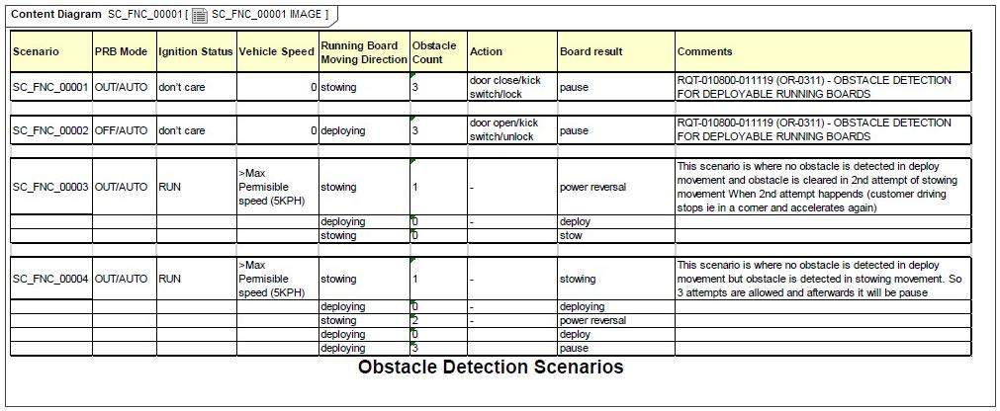 Content Diagram SC_FNC_00001 [ SC_FNC_00001 IMAGE ]
Scenario PRB Mode Ignition Status Vehicle Speed Running Board Moving Direction Obstacle Count Action Board result Comments
SC_FNC_00001 OUT/AUTO don't care 0 stowing 3 door close/kick switch/lock pause RQT-010800-011119 (OR-0311) - OBSTACLE DETECTION FOR DEPLOYABLE RUNNING BOARDS
SC_FNC_00002 OFF/AUTO don't care 0 deploying 3 door open/kick switch/unlock pause RQT-010800-011119 (OR-0311) - OBSTACLE DETECTION FOR DEPLOYABLE RUNNING BOARDS
SC_FNC_00003 OUT/AUTO RUN >Max Permisible speed (5KPH) stowing 1 - power reversal This scenario is where no obstacle is detected in deploy movement and obstacle is cleared in 2nd attempt of stowing movement When 2nd attempt happends (customer driving stops ie in a corner and accelerates again)
deploying 0 - deploy
stowing 0 stow
SC_FNC_00004 OUT/AUTO RUN >Max Permisible speed (5KPH) stowing 1 - stowing This scenario is where no obstacle is detected in deploy movement but obstacle is detected in stowing movement. So 3 attempts are allowed and afterwards it will be pause
deploying 0 - deploying
stowing 2 - power reversal
deploying 0 deploy
deploying 3 pause
Obstacle Detection Scenarios